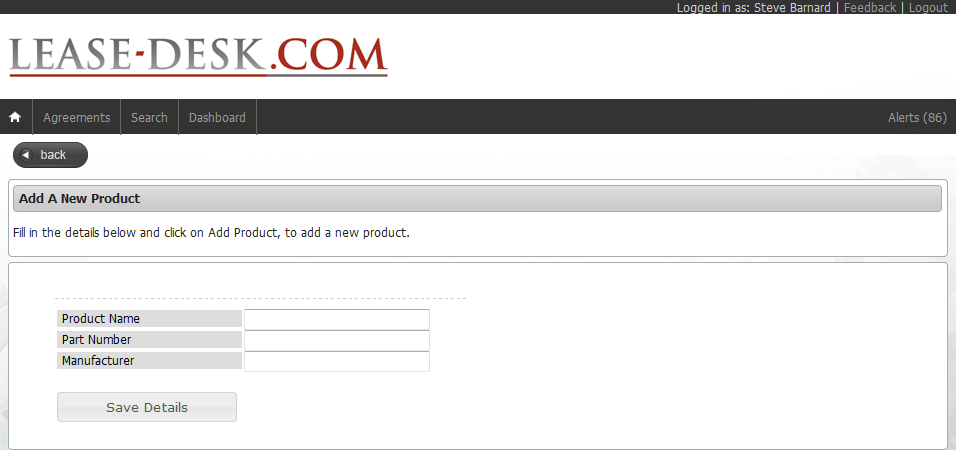 Logged in as: Steve Barnard | Feedback | Logout
LEASE-DESK.COM
Agreements Search Dashboard Alerts (86)
back
Add A New Product
Fill in the details below and click on Add Product, to add a new product.
Product Name
Part Number
Manufacturer
Save Details